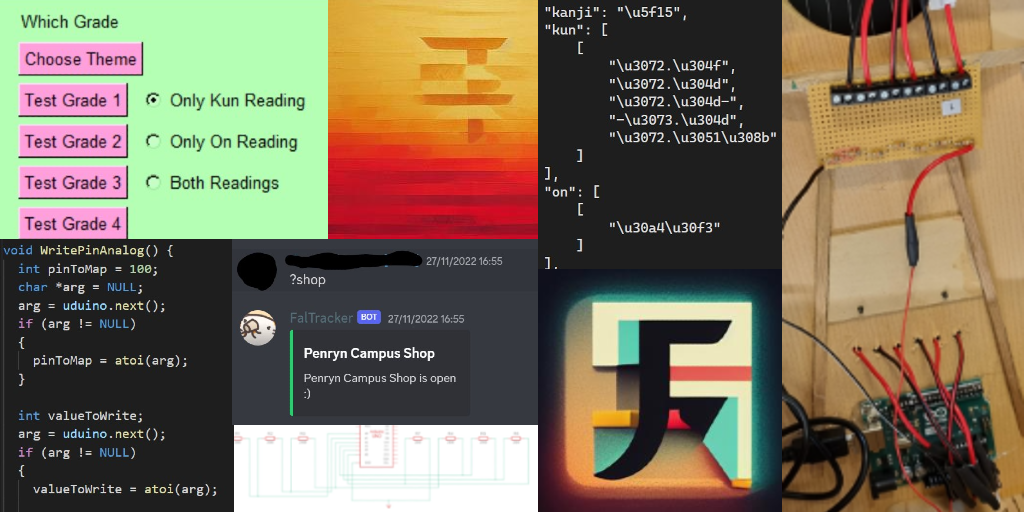 Which Grade
Choose Theme
Test Grade 1
Only Kun Reading
Test Grade 2
Only On Reading
Test Grade 3
Both Readings
Test Grade 4
"kanji": "\u5f15",
"kun": [
[
"\u3072.\u304f",
"\u3072.\u304d",
"\u3072.\u304d-",
"-\u3073.\u304d",
"\u3072.\u3051\u308b"
]
],
"on": [
[
"\u30a4\u30f3"
]
],
void WritePinAnalog() {
int pinToMap = 100;
char *arg = NULL;
arg = uduino.next();
if (arg != NULL)
{
pinToMap = atoi(arg);
}
int valueToWrite;
arg = uduino.next();
if (arg != NULL)
{
valueToWrite = atoi(arg);
27/11/2022 16:55
?shop
FalTracker BOT 27/11/2022 16:55
Penryn Campus Shop
Penryn Campus Shop is open
:)